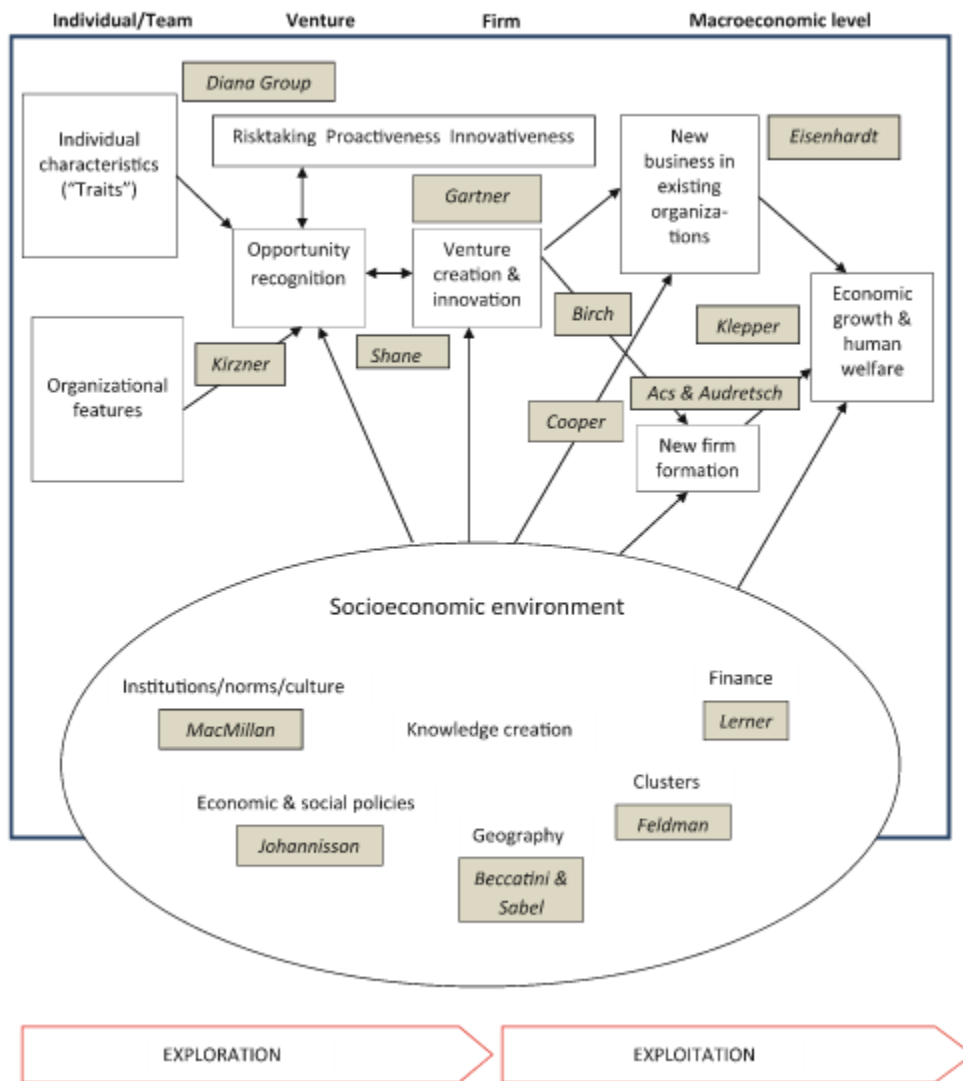 Individual/Team Venture Firm Macroeconomic level
Diana Group
Individual
characteristics
("Traits")
Risktaking Proactiveness Innovativeness
New
business in
existing
organiza-
tions
Eisenhardt
Gartner
Opportunity
recognition
Venture
creation &
innovation
Economic
growth &
human
welfare
Birch
Klepper
Organizational
features
Kirzner
Shane
Acs & Audretsch
Cooper
New firm
formation
Socioeconomic environment
Institutions/norms/culture
MacMillan
Knowledge creation
Finance
Lerner
Economic & social policies
Johannisson
Clusters
Feldman
Geography
Beccatini &
Sabel
EXPLORATION
EXPLOITATION